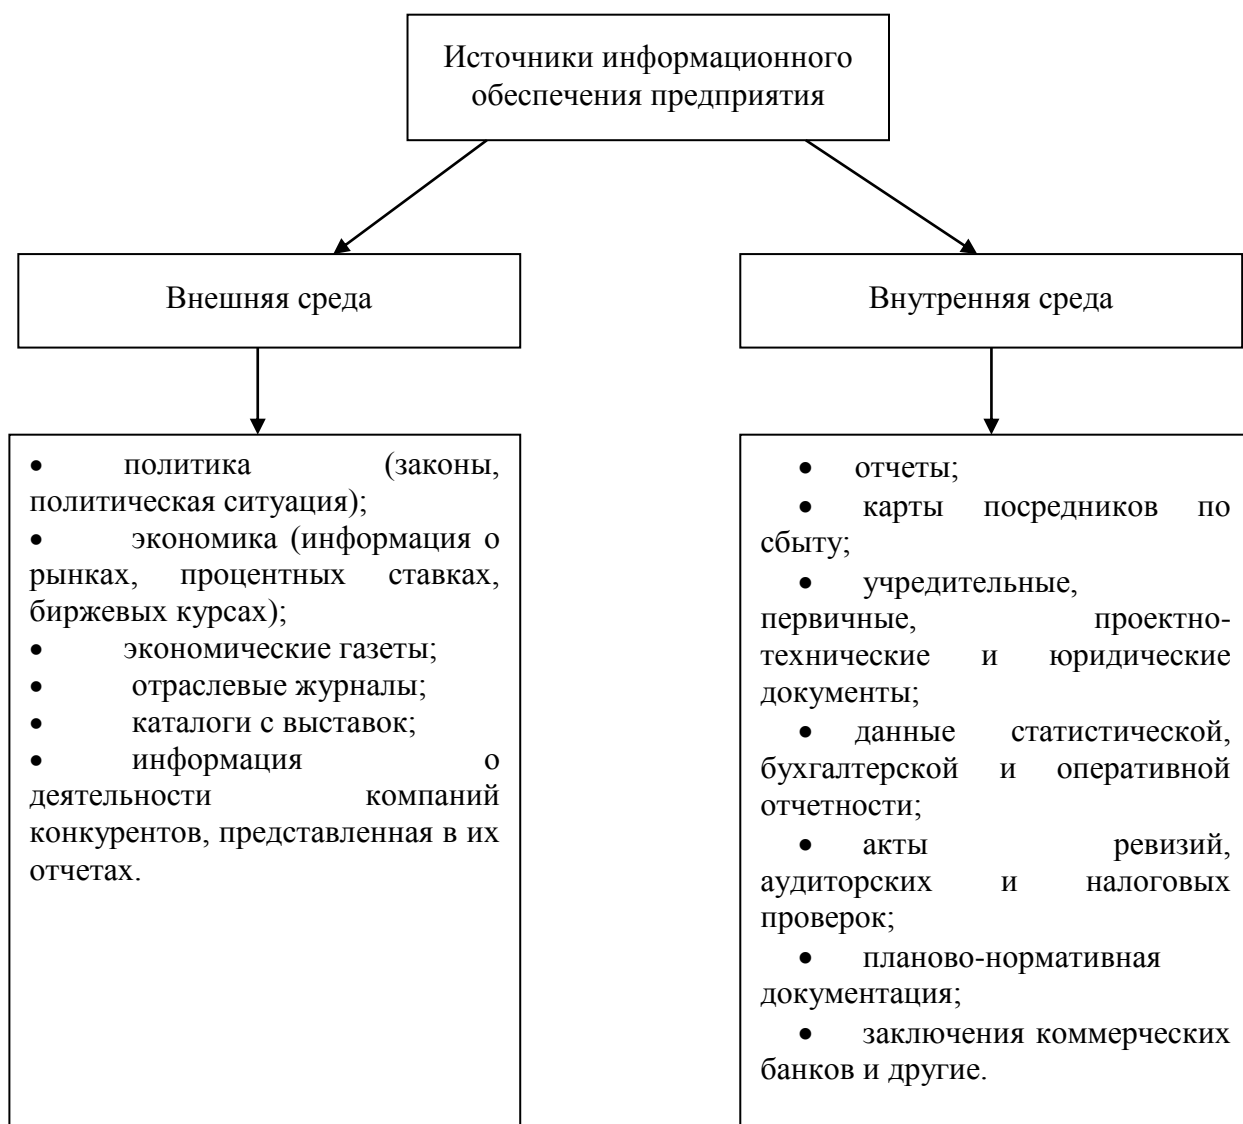 Источники информационного
обеспечения предприятия
Внешняя среда
Внутренняя среда
• политика (законы,
политическая ситуация);
• экономика (информация о
рынках, процентных ставках,
биржевых курсах);
• экономические газеты;
• отраслевые журналы;
• каталоги с выставок;
• информация о
деятельности компаний
конкурентов, представленная в их
отчетах.
• отчеты;
• карты посредников по
сбыту;
• учредительные,
первичные, проектно-
технические и юридические
документы;
• данные статистической,
бухгалтерской и оперативной
отчетности;
• акты ревизий,
аудиторских и налоговых
проверок;
• планово-нормативная
документация;
• заключения коммерческих
банков и другие.